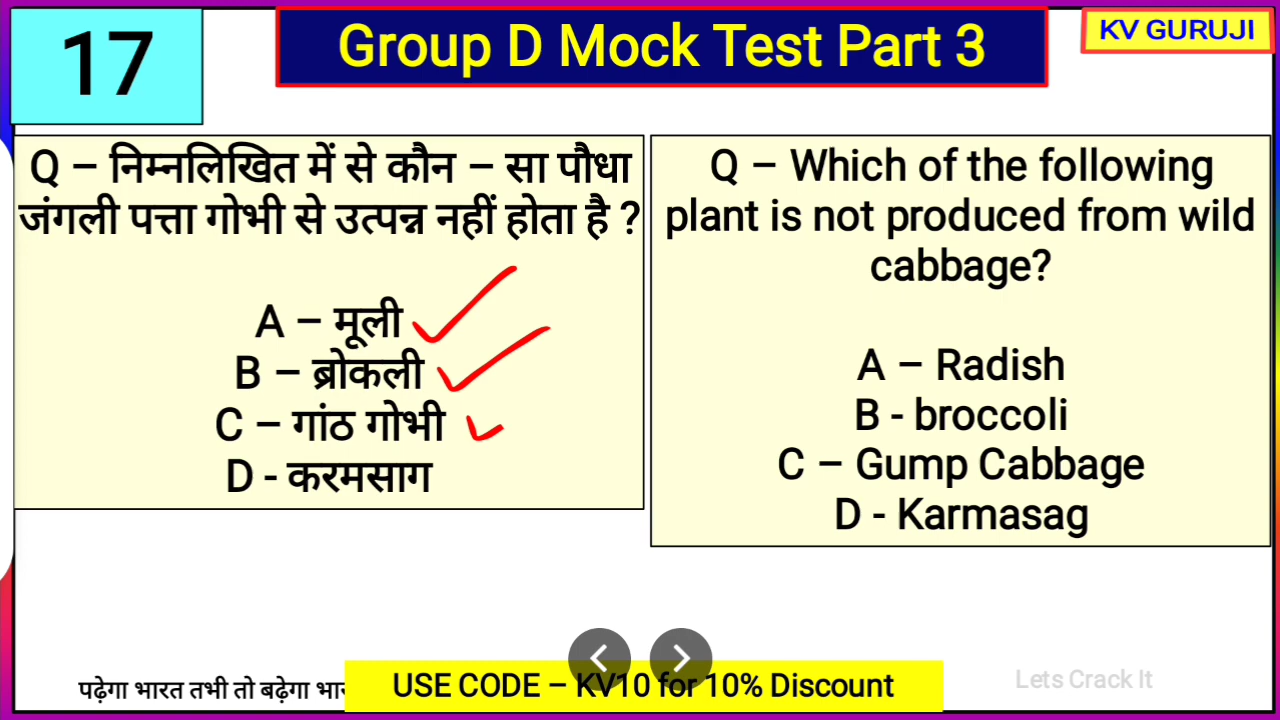 17
Group D Mock Test Part 3
KV GURUJI
Q – निम्नलिखित में से कौन – सा पौधा
जंगली पत्ता गोभी से उत्पन्न नहीं होता है ?
A – मूली
B – ब्रोकली
C – गांठ गोभी
D - करमसाग
Q – Which of the following
plant is not produced from wild
cabbage?
A – Radish
B - broccoli
C – Gump Cabbage
D - Karmasag
पढ़ेगा भारत तभी तो बढ़ेगा
USE CODE – KV10 for 10% Discount
Lets Crack It